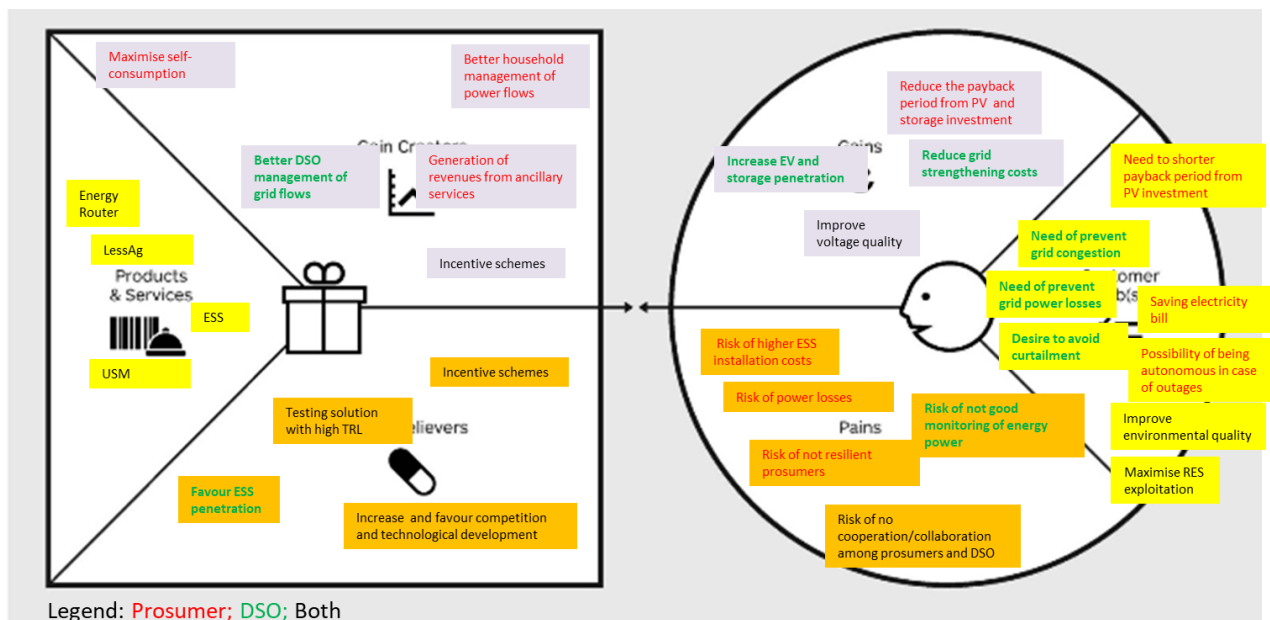 Maximise self-
consumption
Better household
management of
power flows
Better DSO
management of
grid flows
Generation of
revenues from ancillary
services
Incentive schemes
Energy
Router
LessAg
Products
& Services
ESS
USM
Incentive schemes
Testing solution
with high TRL
elievers
Favour ESS
penetration
Increase and favour competition
and technological development
Reduce the payback
period from PV and
storage investment
Gains
Increase EV and
storage penetration
Reduce grid
strengthening costs
Improve
voltage quality
Need to shorter
payback period from
PV investment
Need of prevent
grid congestion
Need of prevent
grid power losses
Saving electricity
bill
Desire to avoid
curtailment
Possibility of being
autonomous in case
of outages
Improve
environmental quality
Maximise RES
exploitation
Risk of higher ESS
installation costs
Risk of power losses
Pains
Risk of not good
monitoring of energy
power
Risk of not resilient
prosumers
Risk of no
cooperation/collaboration
among prosumers and DSO
Legend: Prosumer; DSO; Both